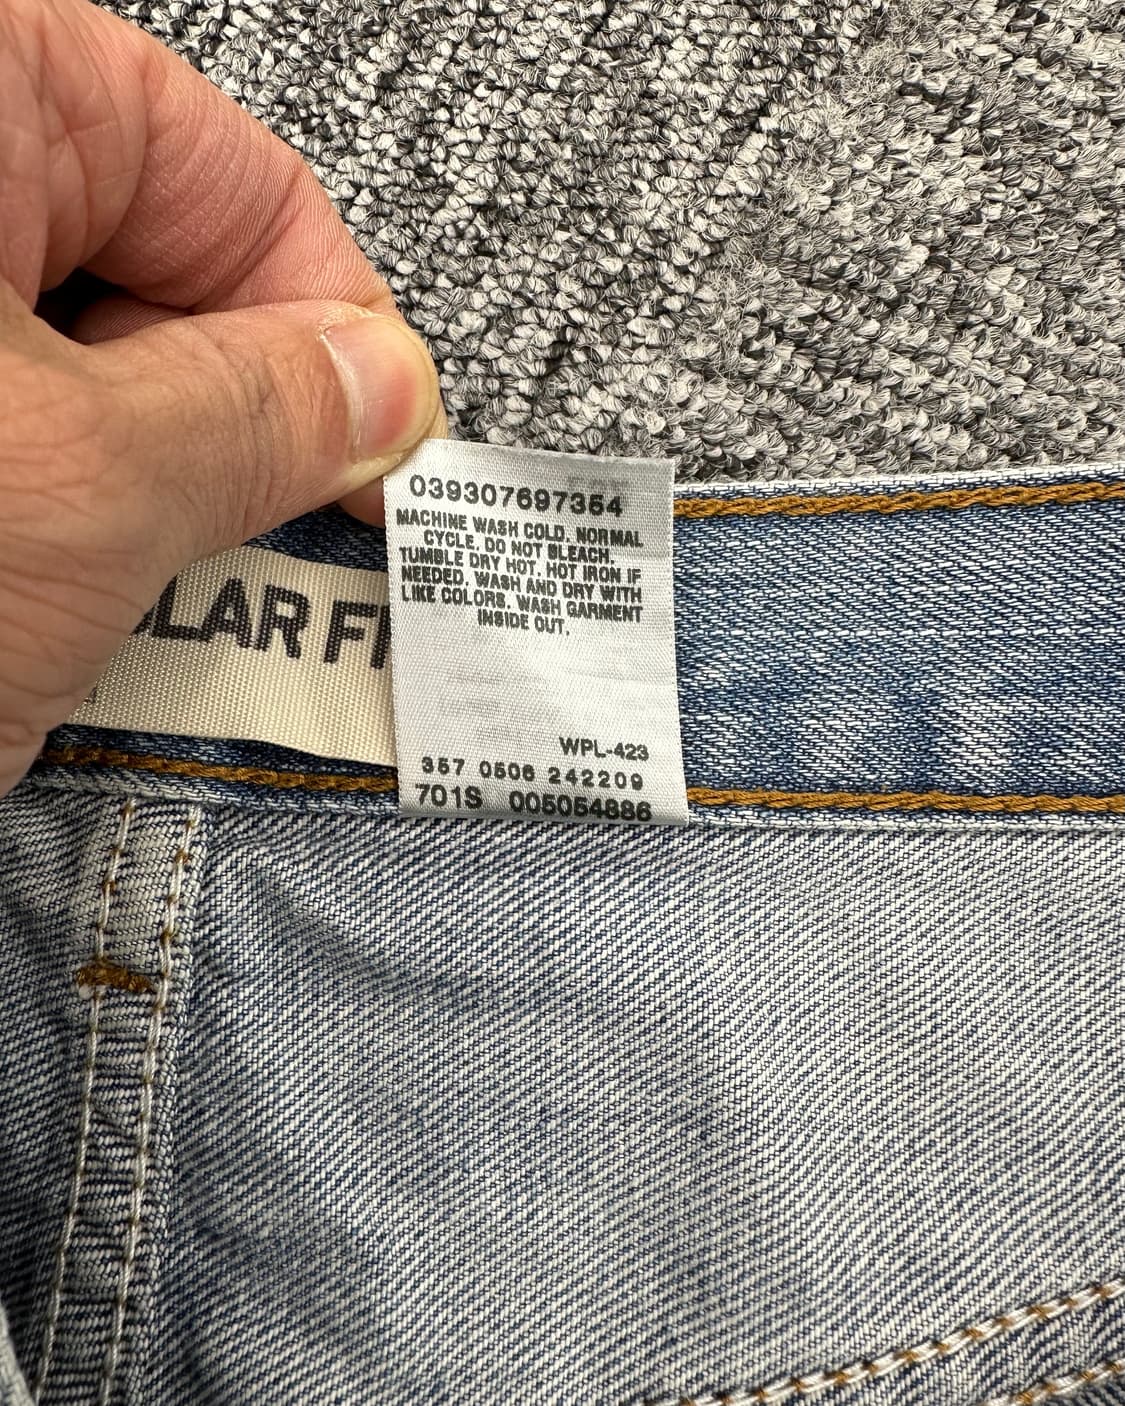 039307697354
MACHINE WASH COLD. NORMAL
CYCLE. DO NOT BLEACH.
TUMBLE DRY HOT. HOT IRON IF
NEEDED. WASH AND DRY WITH
LIKE COLORS. WASH GARMENT
INSIDE OUT.
LAR FI
WPL-423
357 0506 242209
701S 005054886